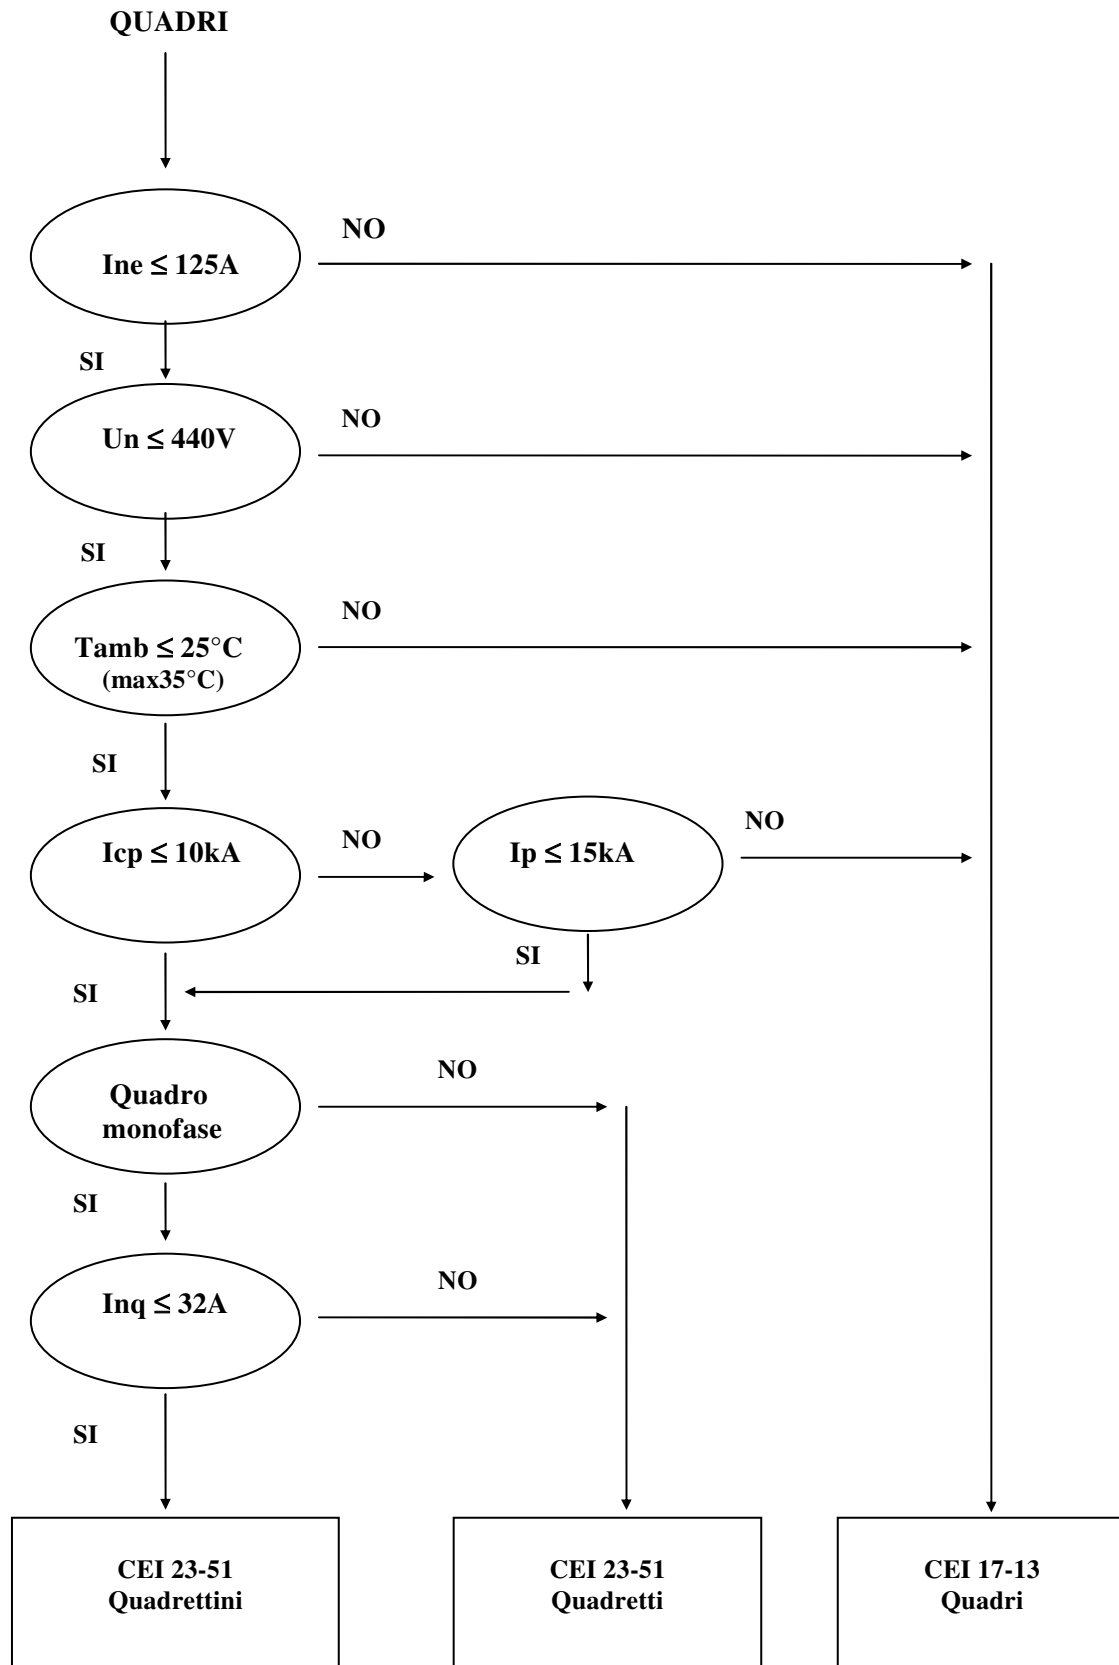 QUADRI
NO
Ine ≤ 125A
SI
NO
Un ≤ 440V
SI
NO
Tamb ≤ 25°C
(max35°C)
SI
NO
Icp ≤ 10kA
NO
Ip ≤ 15kA
SI
SI
NO
Quadro
monofase
SI
NO
Inq ≤ 32A
SI
CEI 23-51
Quadrettini
CEI 23-51
Quadretti
CEI 17-13
Quadri